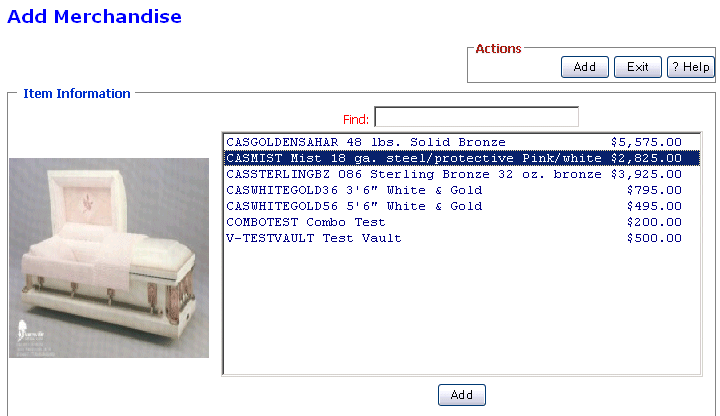 Add Merchandise
Actions
Add Exit ? Help
Item Information
Find:
CASGOLDENSAHAR 48 lbs. Solid Bronze $5,575.00
CASMIST Mist 18 ga. steel/protective Pink/white $2,825.00
CASSTERLINGBZ 086 Sterling Bronze 32 oz. bronze $3,925.00
CASWHITEGOLD36 3'6" White & Gold $795.00
CASWHITEGOLD56 5'6" White & Gold $495.00
COMBOTEST Combo Test $200.00
V-TESTVAULT Test Vault $500.00
Add